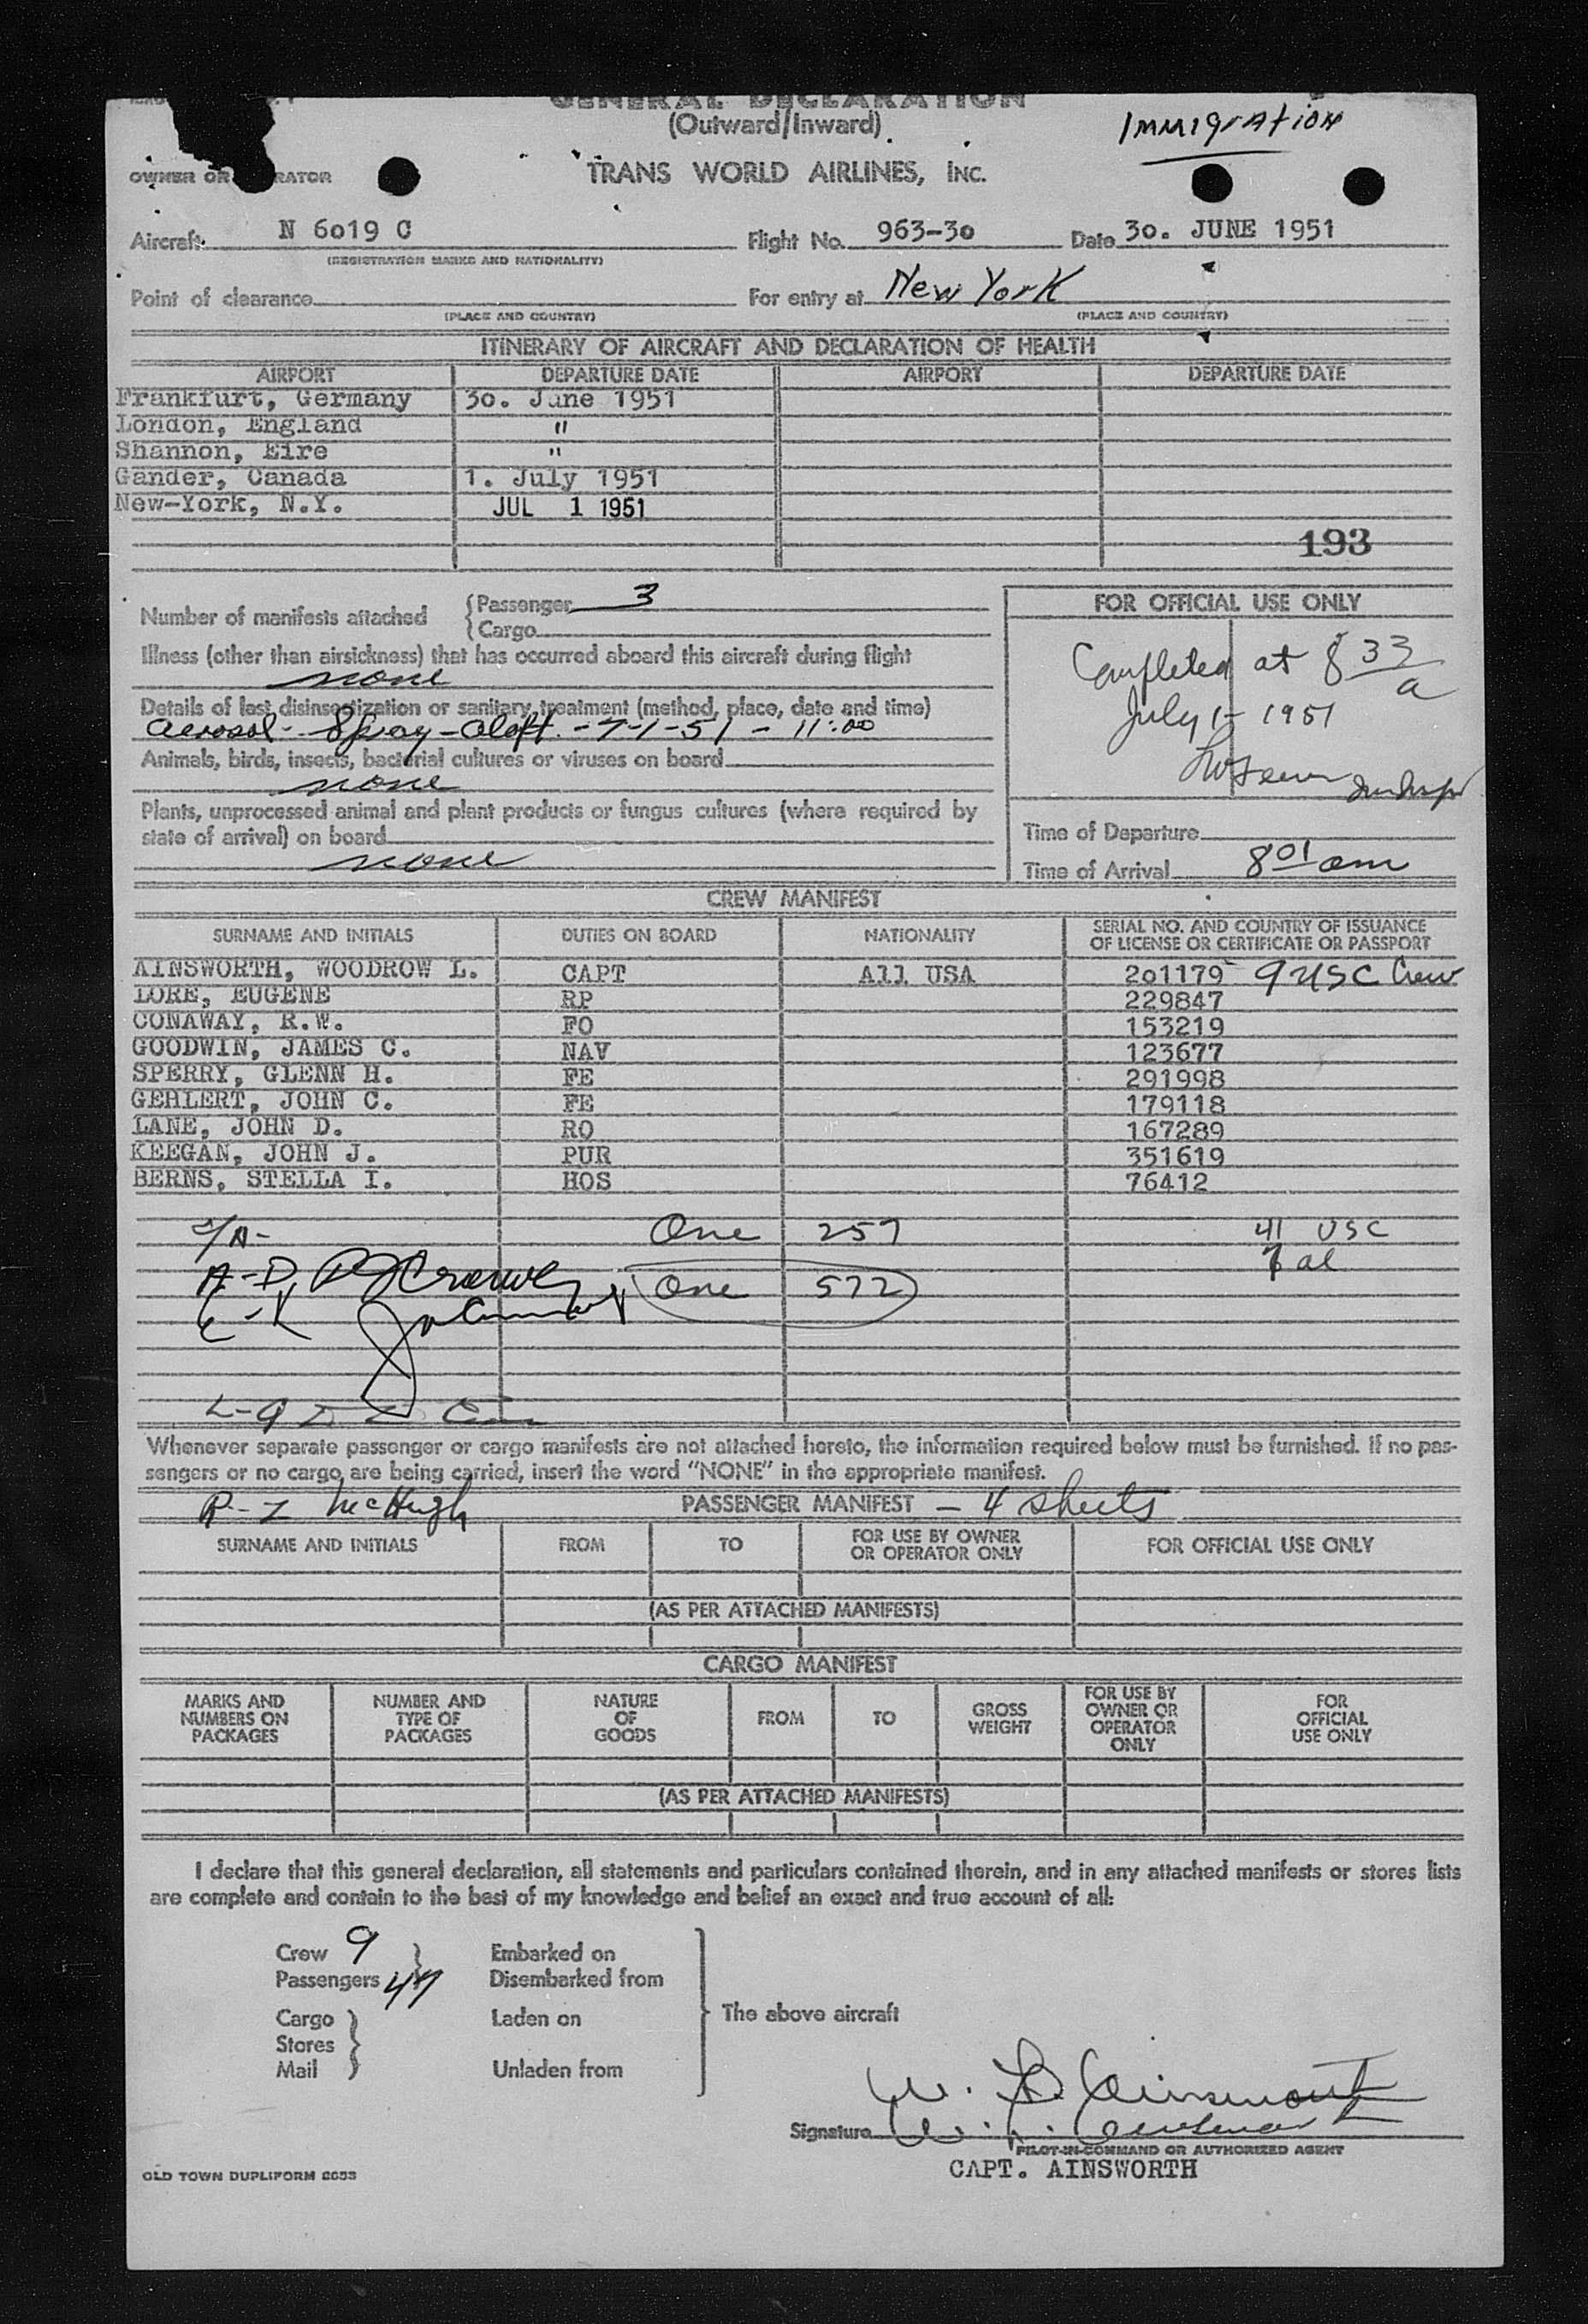 GENERAL DECLARATION
(Outward/Inward)
IMMIGRATION
OWNER OR
RATOR
TRANS WORLD AIRLINES, INC.
Aircraft N 6019 C Flight No. 963-30 Date 30. JUNE 1951
(REGISTRATION MARKS AND NATIONALITY)
Point of clearance For entry at New York
(PLACE AND COUNTRY) (PLACE AND COUNTRY)
ITINERARY OF AIRCRAFT AND DECLARATION OF HEALTH
AIRPORT DEPARTURE DATE AIRPORT DEPARTURE DATE
Frankfurt, Germany 30. June 1951
London, England "
Shannon, Eire "
Gander, Canada 1. July 1951
New-York, N.Y. JUL 1 1951
193
Number of manifests attached {Passenger 3
{Cargo
FOR OFFICIAL USE ONLY
Illness (other than airsickness) that has occurred aboard this aircraft during flight
none
Completed at 8 33 a
July 1 - 1951
Details of last disinsectization or sanitary treatment (method, place, date and time)
Aerosol - Spray - Aloft - 7-1-51 - 11:00
Animals, birds, insects, bacterial cultures or viruses on board
none
Plants, unprocessed animal and plant products or fungus cultures (where required by
state of arrival) on board
none
Time of Departure
Time of Arrival 8 01 am
CREW MANIFEST
SURNAME AND INITIALS DUTIES ON BOARD NATIONALITY SERIAL NO. AND COUNTRY OF ISSUANCE
OF LICENSE OR CERTIFICATE OR PASSPORT
AINSWORTH, WOODROW L. CAPT All USA 201179 9 USC Crew
LORE, EUGENE RP 229847
CONAWAY, R.W. FO 153219
GOODWIN, JAMES C. NAV 123677
SPERRY, GLENN H. FE 291998
GEHLERT, JOHN C. FE 179118
LANE, JOHN D. RO 167289
KEEGAN, JOHN J. PUR 351619
BERNS, STELLA I. HOS 76412
One 257 41 USC
al
A-D One 572
E-K
Whenever separate passenger or cargo manifests are not attached hereto, the information required below must be furnished. If no pas-
sengers or no cargo, are being carried, insert the word "NONE" in the appropriate manifest.
R-Z McHugh PASSENGER MANIFEST - 4 sheets
SURNAME AND INITIALS FROM TO FOR USE BY OWNER
OR OPERATOR ONLY FOR OFFICIAL USE ONLY
(AS PER ATTACHED MANIFESTS)
CARGO MANIFEST
MARKS AND
NUMBERS ON
PACKAGES
NUMBER AND
TYPE OF
PACKAGES
NATURE
OF
GOODS
FROM
TO
GROSS
WEIGHT
FOR USE BY
OWNER OR
OPERATOR
ONLY
FOR
OFFICIAL
USE ONLY
(AS PER ATTACHED MANIFESTS)
I declare that this general declaration, all statements and particulars contained therein, and in any attached manifests or stores lists
are complete and contain to the best of my knowledge and belief an exact and true account of all:
Crew 9 } Embarked on
Passengers 47 Disembarked from
Cargo } Laden on The above aircraft
Stores
Mail Unladen from
W. L. Ainsworth
Signature
PILOT-IN-COMMAND OR AUTHORIZED AGENT
CAPT. AINSWORTH
OLD TOWN DUPLIFORM 2653